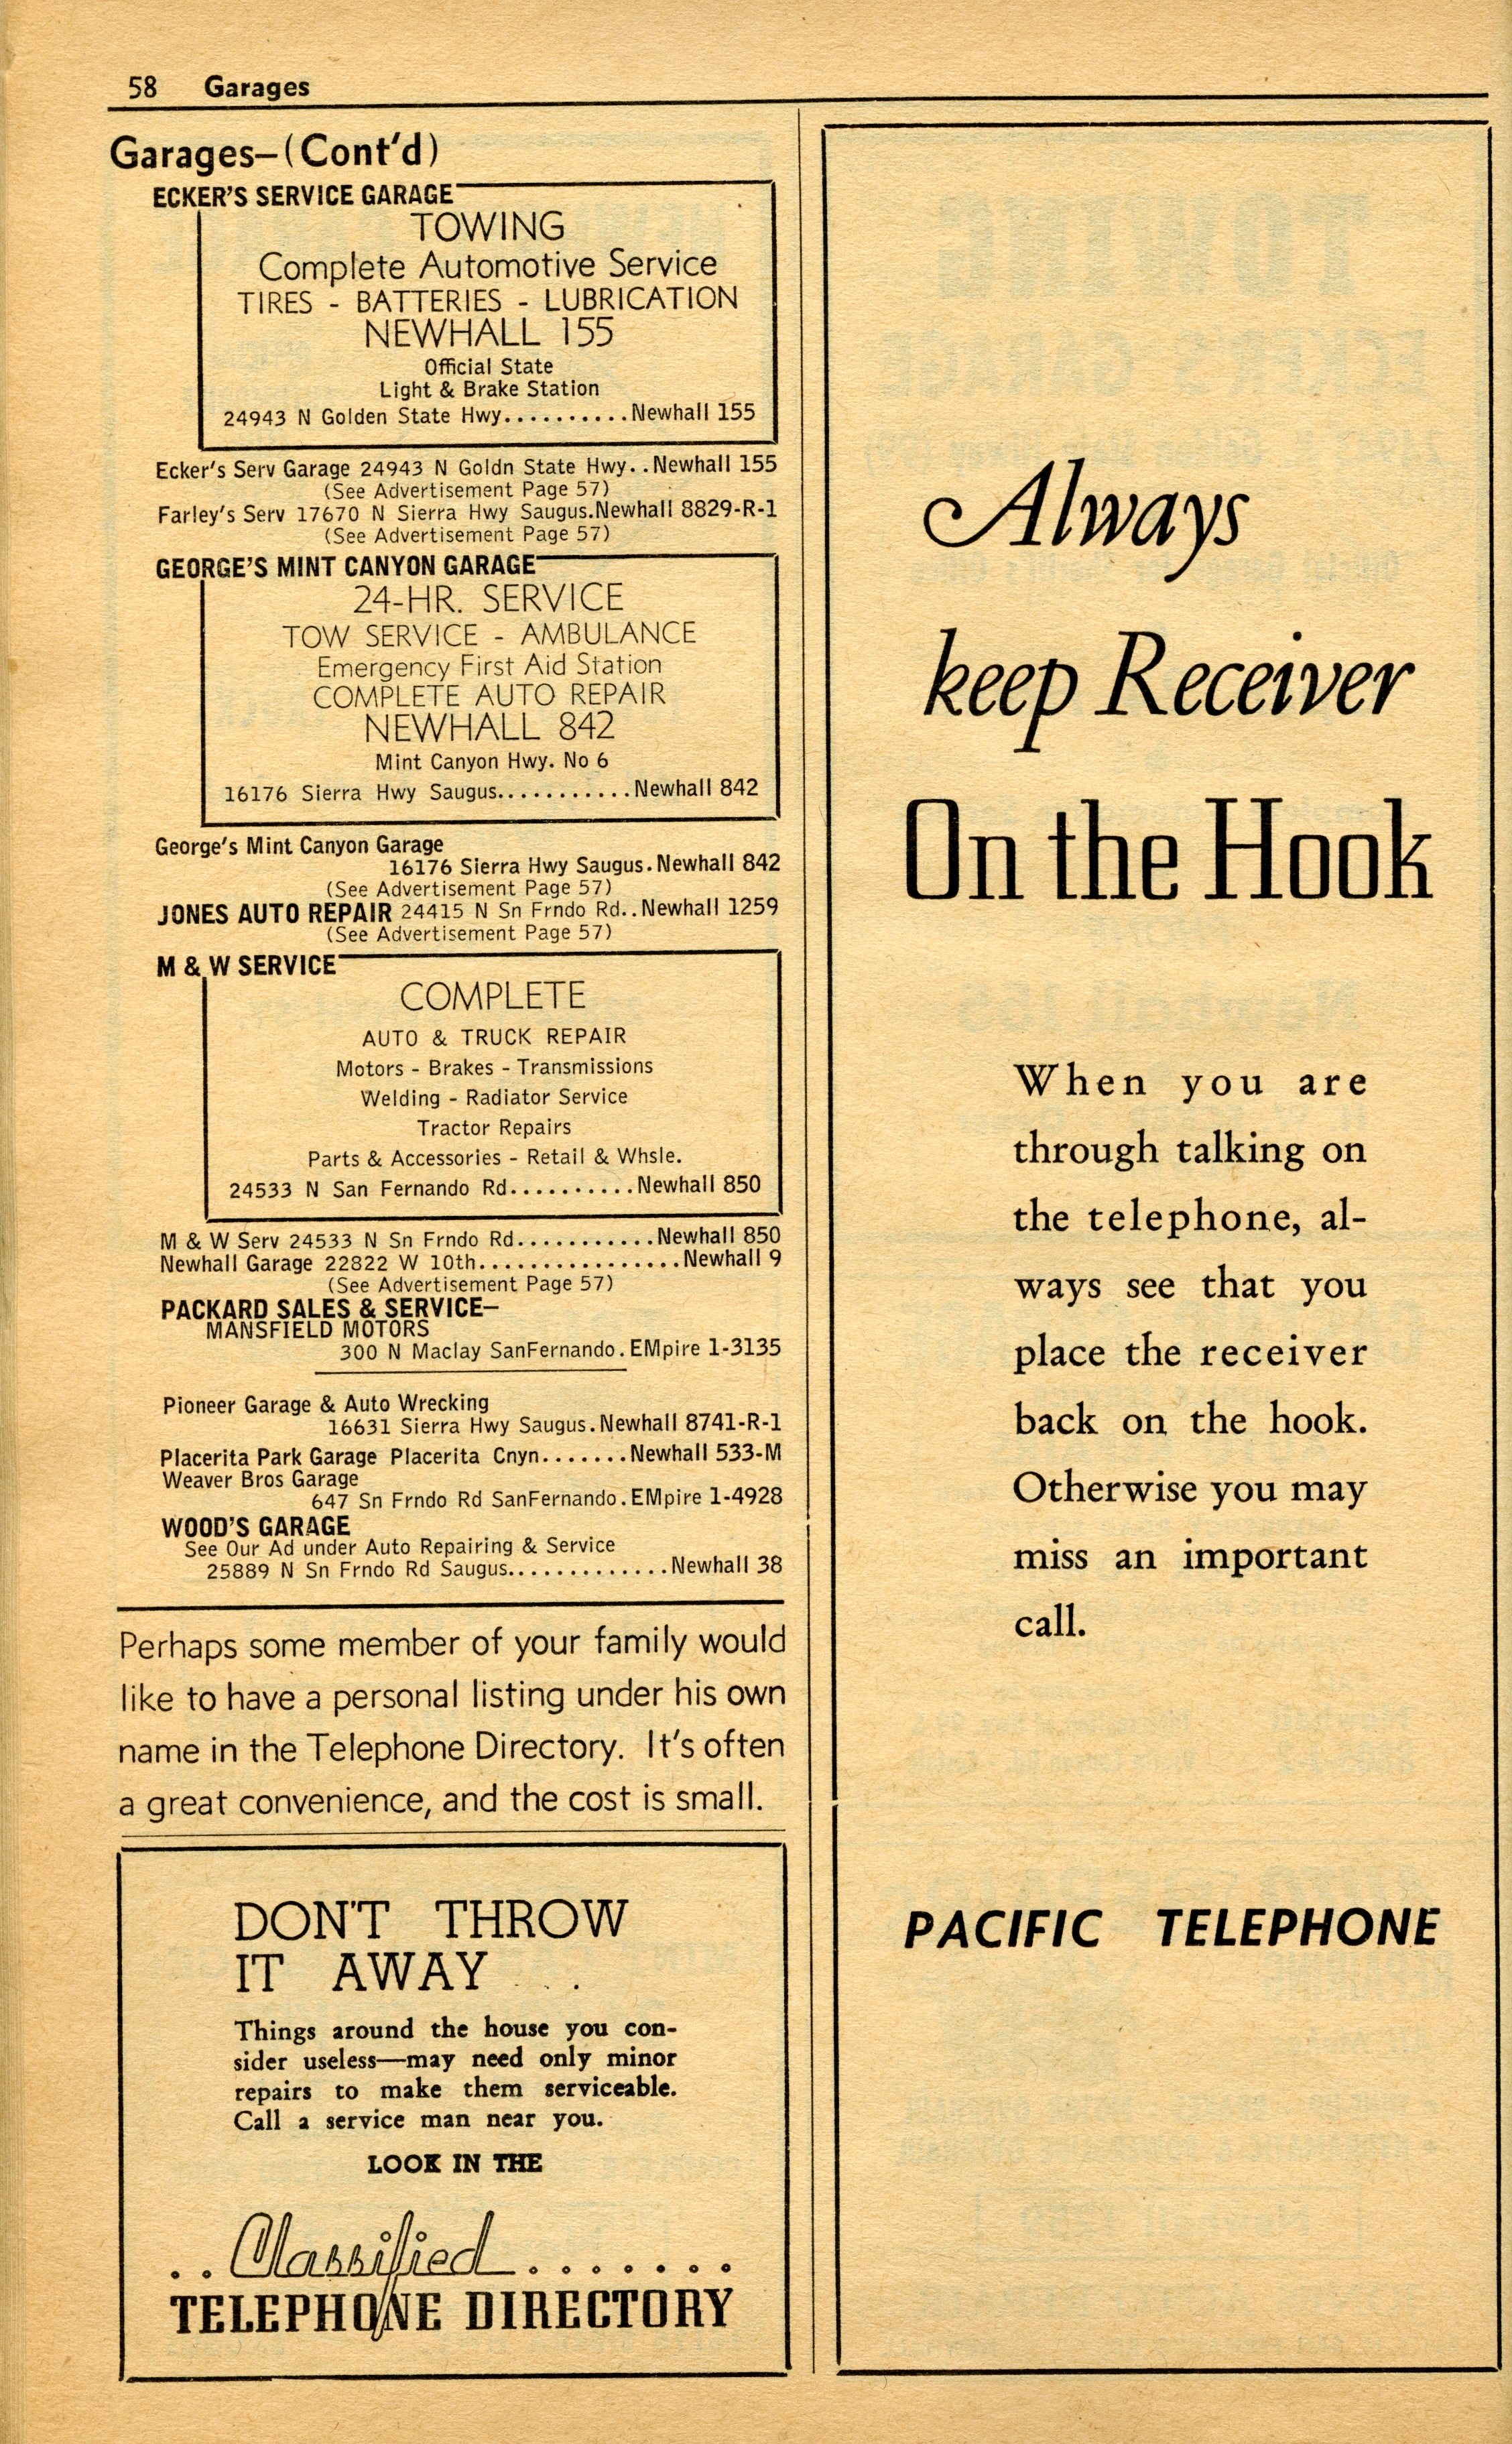 58 Garages
Garages—(Cont'd)
ECKER'S SERVICE GARAGE
TOWING
Complete Automotive Service
TIRES - BATTERIES - LUBRICATION
NEWHALL 155
Official State
Light & Brake Station
24943 N Golden State Hwy..........Newhall 155
Ecker's Serv Garage 24943 N Goldn State Hwy..Newhall 155
(See Advertisement Page 57)
Farley's Serv 17670 N Sierra Hwy Saugus.Newhall 8829-R-1
(See Advertisement Page 57)
GEORGE'S MINT CANYON GARAGE
24-HR. SERVICE
TOW SERVICE - AMBULANCE
Emergency First Aid Station
COMPLETE AUTO REPAIR
NEWHALL 842
Mint Canyon Hwy. No 6
16176 Sierra Hwy Saugus...........Newhall 842
George's Mint Canyon Garage
16176 Sierra Hwy Saugus.Newhall 842
(See Advertisement Page 57)
JONES AUTO REPAIR 24415 N Sn Frndo Rd..Newhall 1259
(See Advertisement Page 57)
M & W SERVICE
COMPLETE
AUTO & TRUCK REPAIR
Motors - Brakes - Transmissions
Welding - Radiator Service
Tractor Repairs
Parts & Accessories - Retail & Whsle.
24533 N San Fernando Rd..........Newhall 850
M & W Serv 24533 N Sn Frndo Rd...........Newhall 850
Newhall Garage 22822 W 10th................Newhall 9
(See Advertisement Page 57)
PACKARD SALES & SERVICE—
MANSFIELD MOTORS
300 N Maclay SanFernando.EMpire 1-3135
Pioneer Garage & Auto Wrecking
16631 Sierra Hwy Saugus.Newhall 8741-R-1
Placerita Park Garage Placerita Cnyn.......Newhall 533-M
Weaver Bros Garage
647 Sn Frndo Rd SanFernando.EMpire 1-4928
WOOD'S GARAGE
See Our Ad under Auto Repairing & Service
25889 N Sn Frndo Rd Saugus.............Newhall 38
Perhaps some member of your family would
like to have a personal listing under his own
name in the Telephone Directory. It's often
a great convenience, and the cost is small.
DON'T THROW
IT AWAY . .
Things around the house you con-
sider useless—may need only minor
repairs to make them serviceable.
Call a service man near you.
LOOK IN THE
..Classified.......
TELEPHONE DIRECTORY
Always
keep Receiver
On the Hook
When you are
through talking on
the telephone, al-
ways see that you
place the receiver
back on the hook.
Otherwise you may
miss an important
call.
PACIFIC TELEPHONE